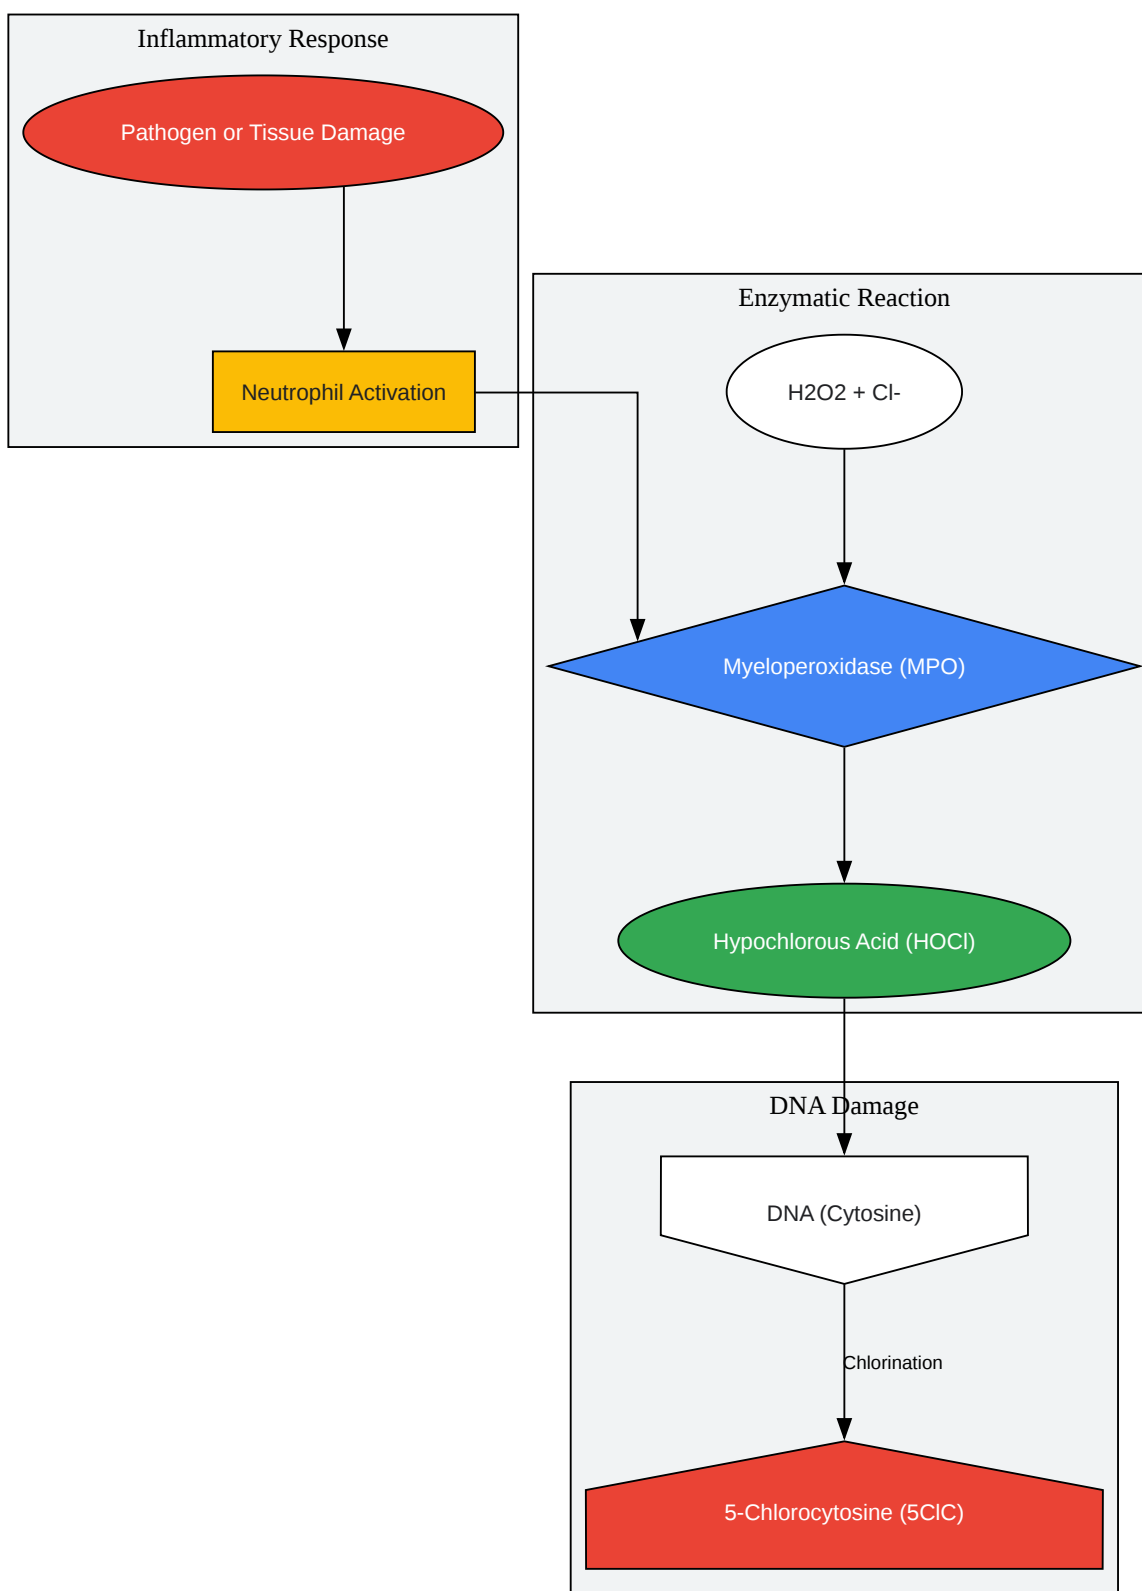 Inflammatory Response
Pathogen or Tissue Damage
Neutrophil Activation
Enzymatic Reaction
H2O2 + Cl-
Myeloperoxidase (MPO)
Hypochlorous Acid (HOCl)
DNA Damage
DNA (Cytosine)
Chlorination
5-Chlorocytosine (5ClC)